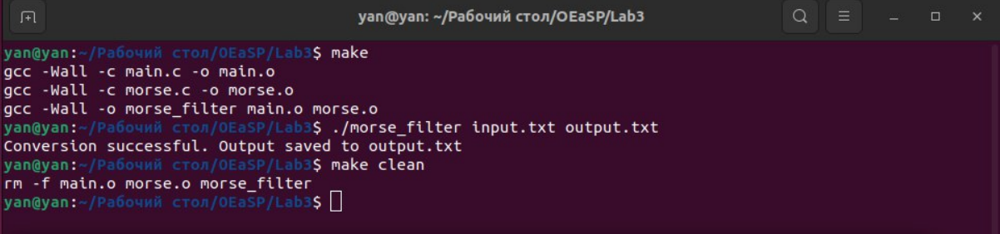 yan@yan: ~/Рабочий стол/OEaSP/Lab3
yan@yan:~/Рабочий стол/OEaSP/Lab3$ make
gcc -Wall -c main.c -o main.o
gcc -Wall -c morse.c -o morse.o
gcc -Wall -o morse_filter main.o morse.o
yan@yan:~/Рабочий стол/OEaSP/Lab3$ ./morse_filter input.txt output.txt
Conversion successful. Output saved to output.txt
yan@yan:~/Рабочий стол/OEaSP/Lab3$ make clean
rm -f main.o morse.o morse_filter
yan@yan:~/Рабочий стол/OEaSP/Lab3$